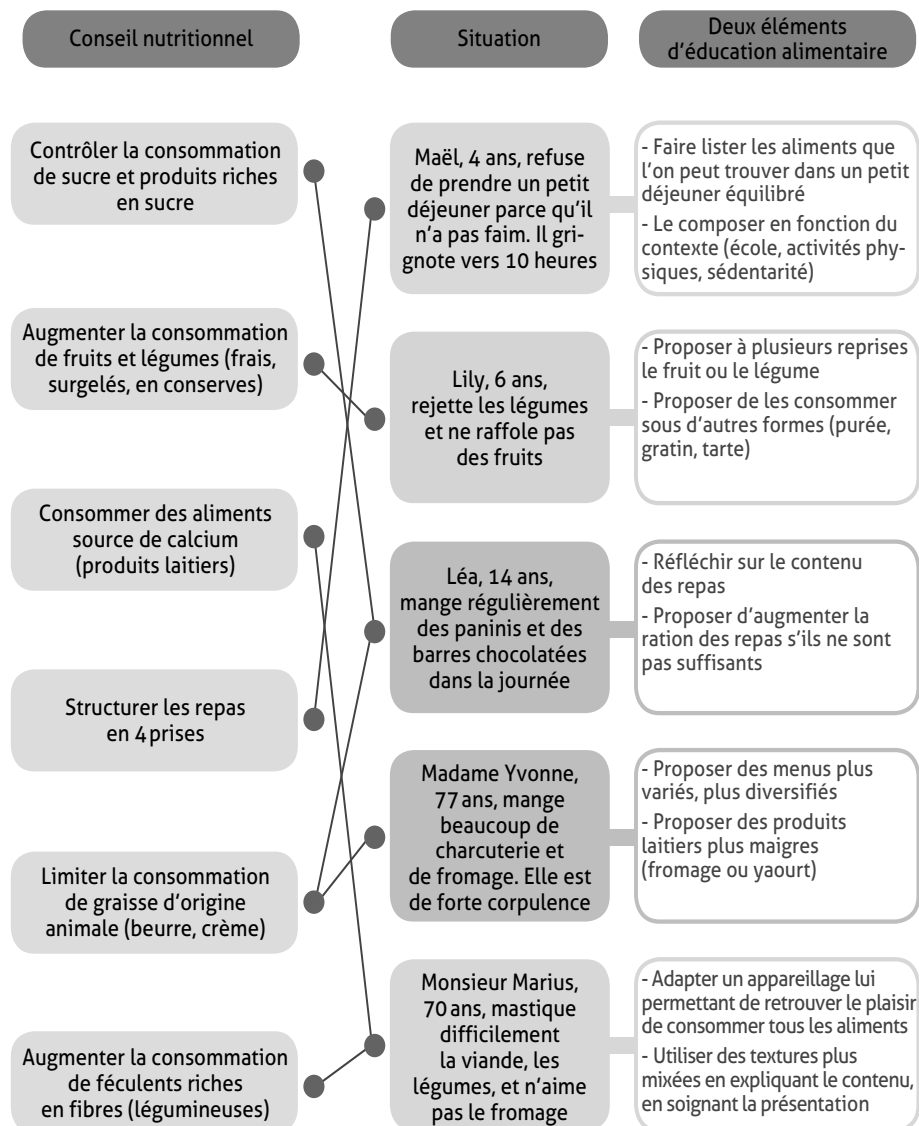 Conseil nutritionnel
Situation
Deux éléments
d'éducation alimentaire
Contrôler la consommation
de sucre et produits riches
en sucre
Augmenter la consommation
de fruits et légumes (frais,
surgelés, en conserves)
Consommer des aliments
source de calcium
(produits laitiers)
Structurer les repas
en 4 prises
Limiter la consommation
de graisse d'origine
animale (beurre, crème)
Augmenter la consommation
de féculents riches
en fibres (légumineuses)
Maël, 4 ans, refuse
de prendre un petit
déjeuner parce qu'il
n'a pas faim. Il gri-
gnote vers 10 heures
Lily, 6 ans,
rejette les légumes
et ne raffole pas
des fruits
Léa, 14 ans,
mange régulièrement
des paninis et des
barres chocolatées
dans la journée
Madame Yvonne,
77 ans, mange
beaucoup de
charcuterie et
de fromage. Elle est
de forte corpulence
Monsieur Marius,
70 ans, mastique
difficilement
la viande, les
légumes, et n'aime
pas le fromage
- Faire lister les aliments que
l'on peut trouver dans un petit
déjeuner équilibré
- Le composer en fonction du
contexte (école, activités phy-
siques, sédentarité)
- Proposer à plusieurs reprises
le fruit ou le légume
- Proposer de les consommer
sous d'autres formes (purée,
gratin, tarte)
- Réfléchir sur le contenu
des repas
- Proposer d'augmenter la
ration des repas s'ils ne sont
pas suffisants
- Proposer des menus plus
variés, plus diversifiés
- Proposer des produits
laitiers plus maigres
(fromage ou yaourt)
- Adapter un appareillage lui
permettant de retrouver le plaisir
de consommer tous les aliments
- Utiliser des textures plus
mixées en expliquant le contenu,
en soignant la présentation